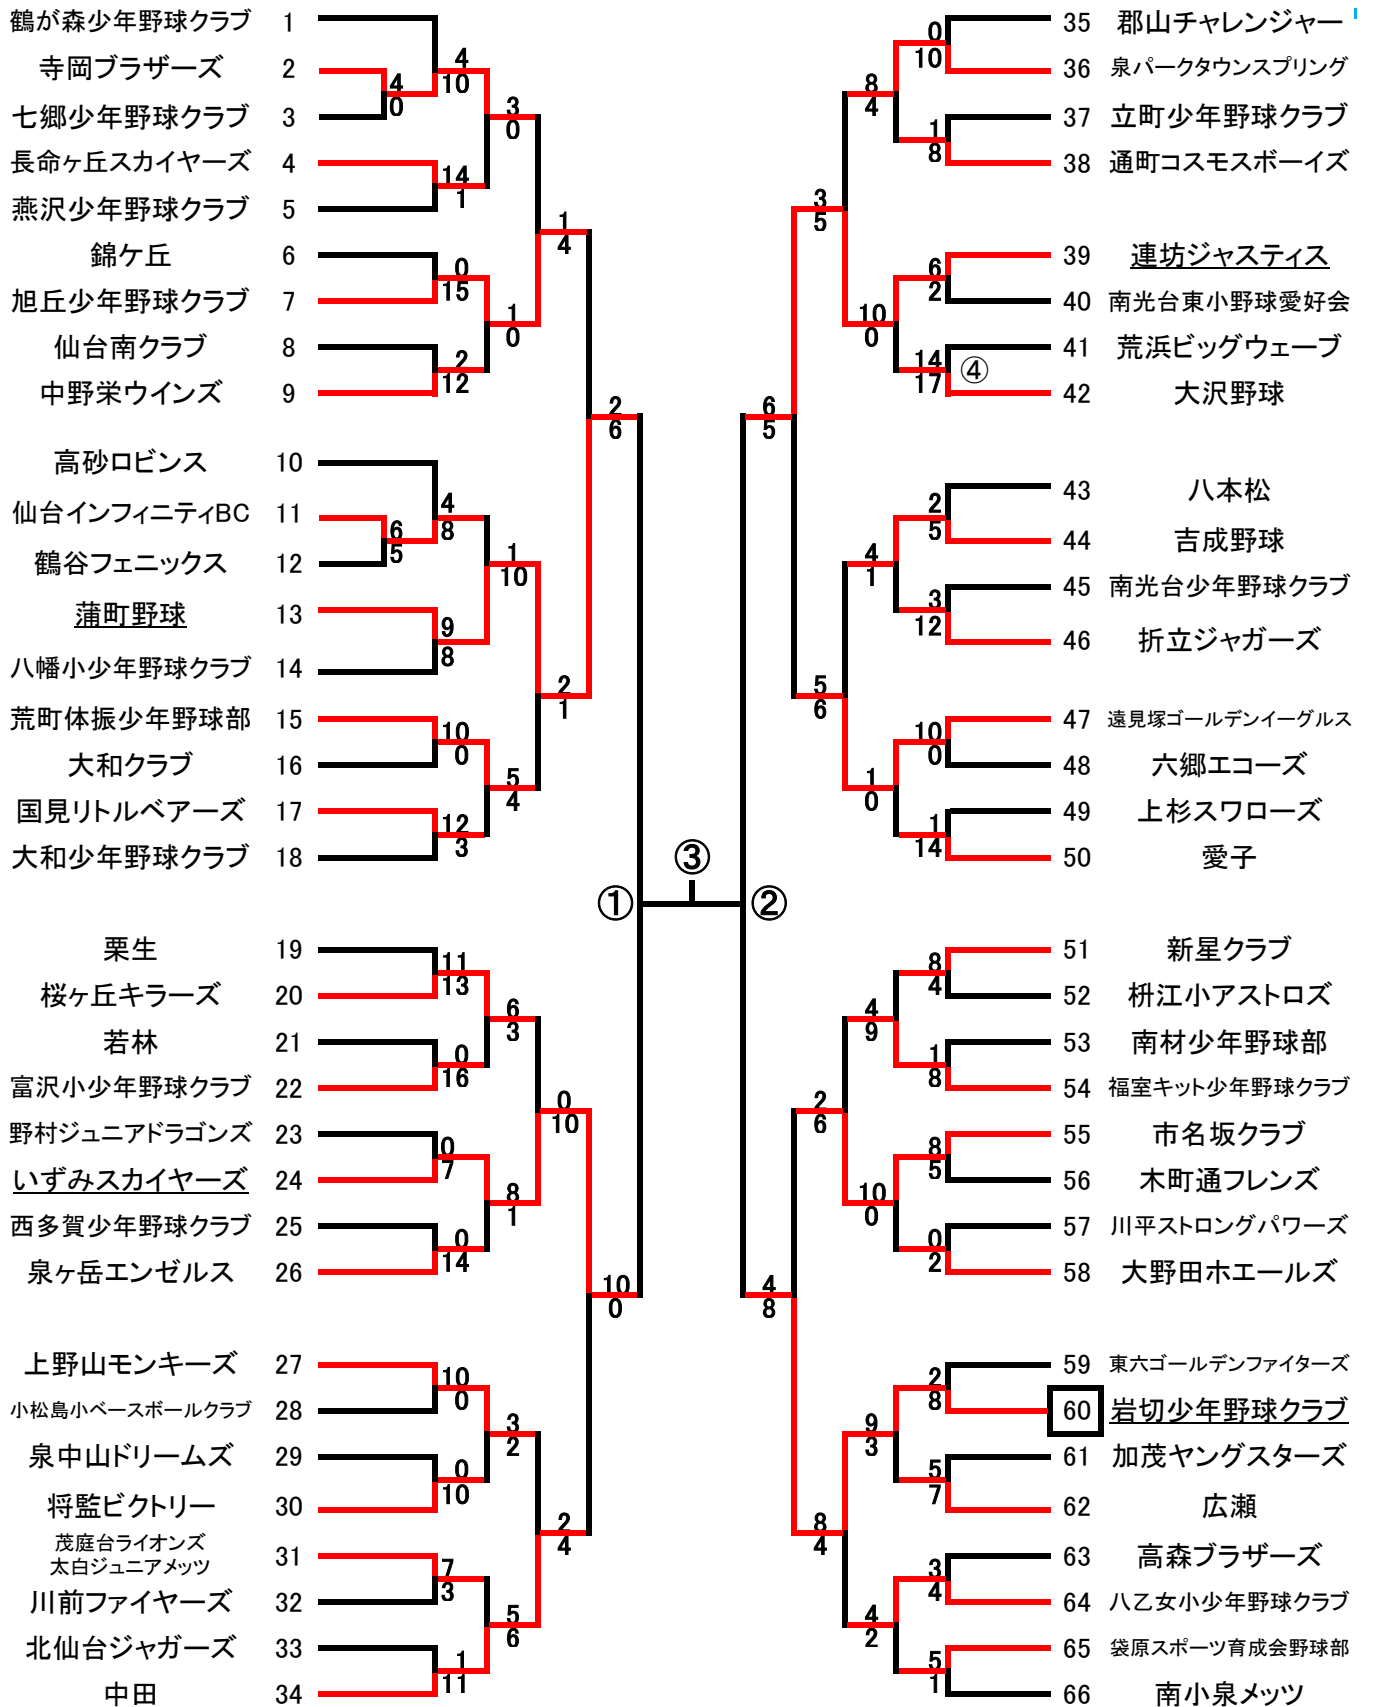 鶴が森少年野球クラブ 1
寺岡ブラザーズ 2
七郷少年野球クラブ 3
長命ヶ丘スカイヤーズ 4
燕沢少年野球クラブ 5
錦ケ丘 6
旭丘少年野球クラブ 7
仙台南クラブ 8
中野栄ウインズ 9
高砂ロビンス 10
仙台インフィニティBC 11
鶴谷フェニックス 12
蒲町野球 13
八幡小少年野球クラブ 14
荒町体振少年野球部 15
大和クラブ 16
国見リトルベアーズ 17
大和少年野球クラブ 18
栗生 19
桜ヶ丘キラーズ 20
若林 21
富沢小少年野球クラブ 22
野村ジュニアドラゴンズ 23
いずみスカイヤーズ 24
西多賀少年野球クラブ 25
泉ヶ岳エンゼルス 26
上野山モンキーズ 27
小松島小ベースボールクラブ 28
泉中山ドリームズ 29
将監ビクトリー 30
茂庭台ライオンズ
太白ジュニアメッツ 31
川前ファイヤーズ 32
北仙台ジャガーズ 33
中田 34
4
0
4
10
14
1
0
15
2
12
4
8
6
5
9
8
10
0
12
3
11
13
0
16
0
7
0
14
10
0
0
10
7
3
1
11
3
0
1
0
1
10
5
4
6
3
8
1
3
2
5
6
1
4
2
1
0
10
2
4
2
6
10
0
①
③
②
6
5
4
8
3
5
5
6
2
6
8
4
8
4
10
0
4
1
1
0
4
9
10
0
9
3
4
2
0
10
1
8
6
2
14
17
④
2
5
3
12
10
0
1
14
8
4
1
8
8
5
0
2
2
8
5
7
3
4
5
1
35 郡山チャレンジャー
36 泉パークタウンスプリング
37 立町少年野球クラブ
38 通町コスモスボーイズ
39 連坊ジャスティス
40 南光台東小野球愛好会
41 荒浜ビッグウェーブ
42 大沢野球
43 八本松
44 吉成野球
45 南光台少年野球クラブ
46 折立ジャガーズ
47 遠見塚ゴールデンイーグルス
48 六郷エコーズ
49 上杉スワローズ
50 愛子
51 新星クラブ
52 枡江小アストロズ
53 南材少年野球部
54 福室キット少年野球クラブ
55 市名坂クラブ
56 木町通フレンズ
57 川平ストロングパワーズ
58 大野田ホエールズ
59 東六ゴールデンファイターズ
60 岩切少年野球クラブ
61 加茂ヤングスターズ
62 広瀬
63 高森ブラザーズ
64 八乙女小少年野球クラブ
65 袋原スポーツ育成会野球部
66 南小泉メッツ